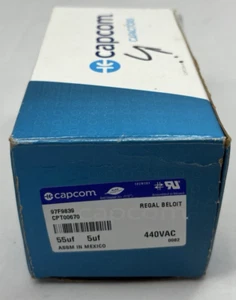 capcom
CAPACITORS
capcom
97F9836
CPT00670
REGAL BELOIT
55uf 5uf
440VAC
ASSM IN MEXICO